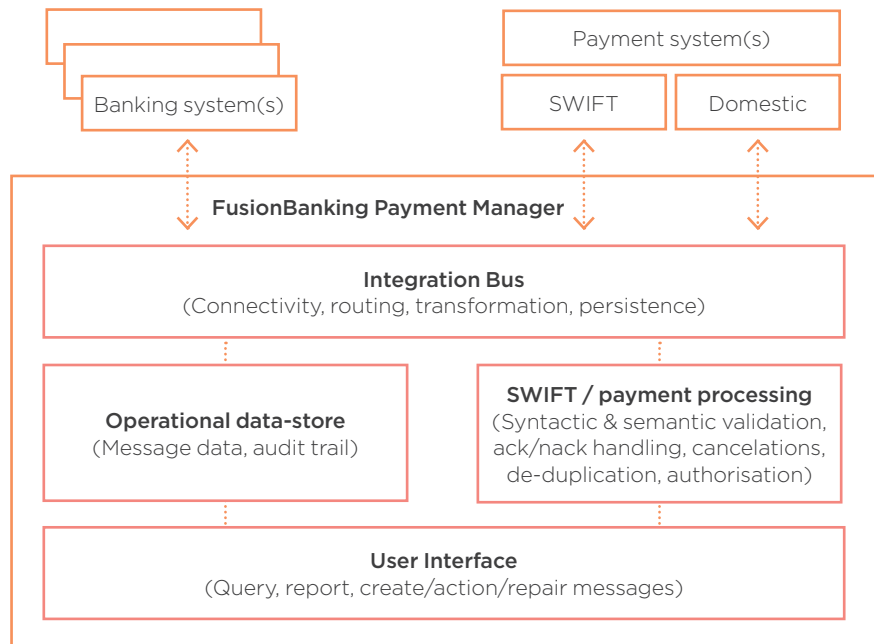 Banking system(s)
Payment system(s)
SWIFT
Domestic
FusionBanking Payment Manager
Integration Bus
(Connectivity, routing, transformation, persistence)
Operational data-store
(Message data, audit trail)
SWIFT / payment processing
(Syntactic & semantic validation,
ack/nack handling, cancelations,
de-duplication, authorisation)
User Interface
(Query, report, create/action/repair messages)